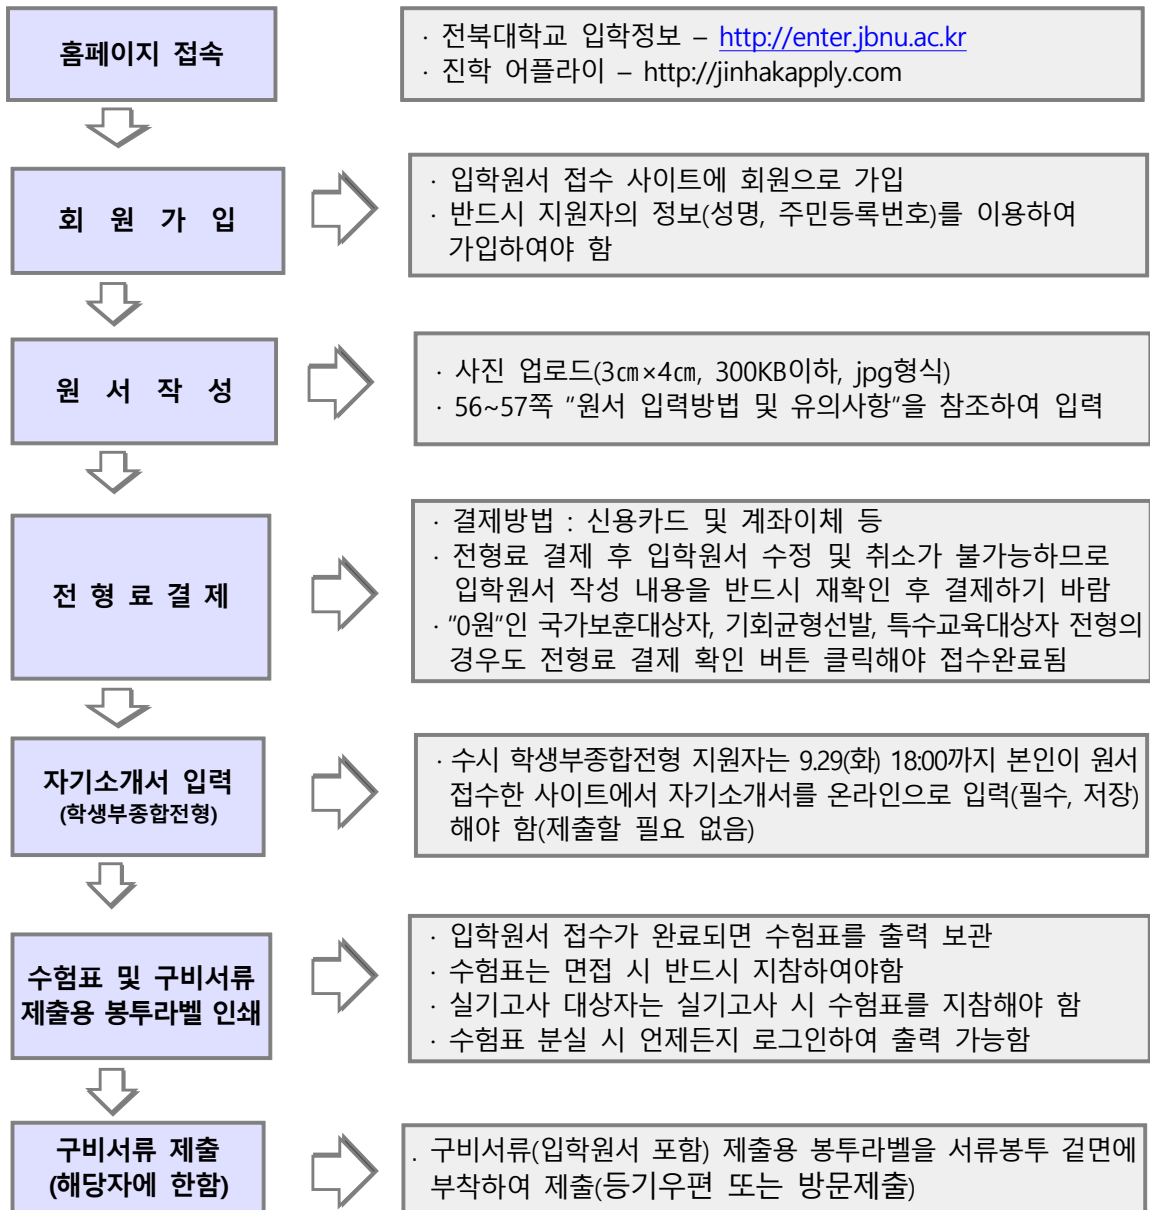 홈페이지 접속
· 전북대학교 입학정보 – http://enter.jbnu.ac.kr
· 진학 어플라이 – http://jinhakapply.com
회 원 가 입
· 입학원서 접수 사이트에 회원으로 가입
· 반드시 지원자의 정보(성명, 주민등록번호)를 이용하여
가입하여야 함
원 서 작 성
· 사진 업로드(3㎝×4㎝, 300KB이하, jpg형식)
· 56~57쪽 “원서 입력방법 및 유의사항”을 참조하여 입력
전 형 료 결 제
· 결제방법 : 신용카드 및 계좌이체 등
· 전형료 결제 후 입학원서 수정 및 취소가 불가능하므로
입학원서 작성 내용을 반드시 재확인 후 결제하기 바람
· “0원”인 국가보훈대상자, 기회균형선발, 특수교육대상자 전형의
경우도 전형료 결제 확인 버튼 클릭해야 접수완료됨
자기소개서 입력
(학생부종합전형)
· 수시 학생부종합전형 지원자는 9.29(화) 18:00까지 본인이 원서
접수한 사이트에서 자기소개서를 온라인으로 입력(필수, 저장)
해야 함(제출할 필요 없음)
수험표 및 구비서류
제출용 봉투라벨 인쇄
· 입학원서 접수가 완료되면 수험표를 출력 보관
· 수험표는 면접 시 반드시 지참하여야함
· 실기고사 대상자는 실기고사 시 수험표를 지참해야 함
· 수험표 분실 시 언제든지 로그인하여 출력 가능함
구비서류 제출
(해당자에 한함)
. 구비서류(입학원서 포함) 제출용 봉투라벨을 서류봉투 겉면에
부착하여 제출(등기우편 또는 방문제출)